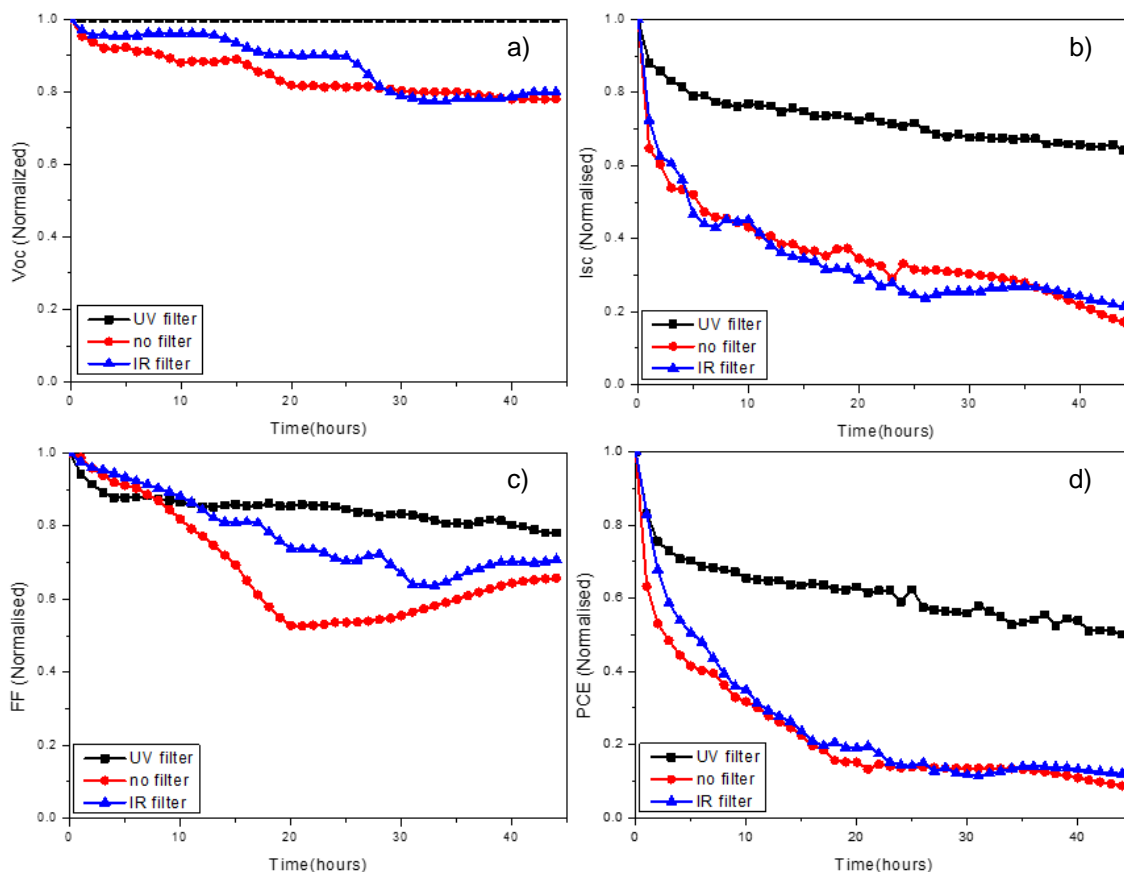 a)
Voc (Normalized)
1.0
0.8
0.6
0.4
0.2
0.0
UV filter
no filter
IR filter
0 10 20 30 40
Time(hours)
b)
Isc (Normalised)
1.0
0.8
0.6
0.4
0.2
0.0
UV filter
no filter
IR filter
0 10 20 30 40
Time(hours)
c)
FF (Normalised)
1.0
0.8
0.6
0.4
0.2
0.0
UV filter
no filter
IR filter
0 10 20 30 40
Time(hours)
d)
PCE (Normalised)
1.0
0.8
0.6
0.4
0.2
0.0
UV filter
no filter
IR filter
0 10 20 30 40
Time(hours)